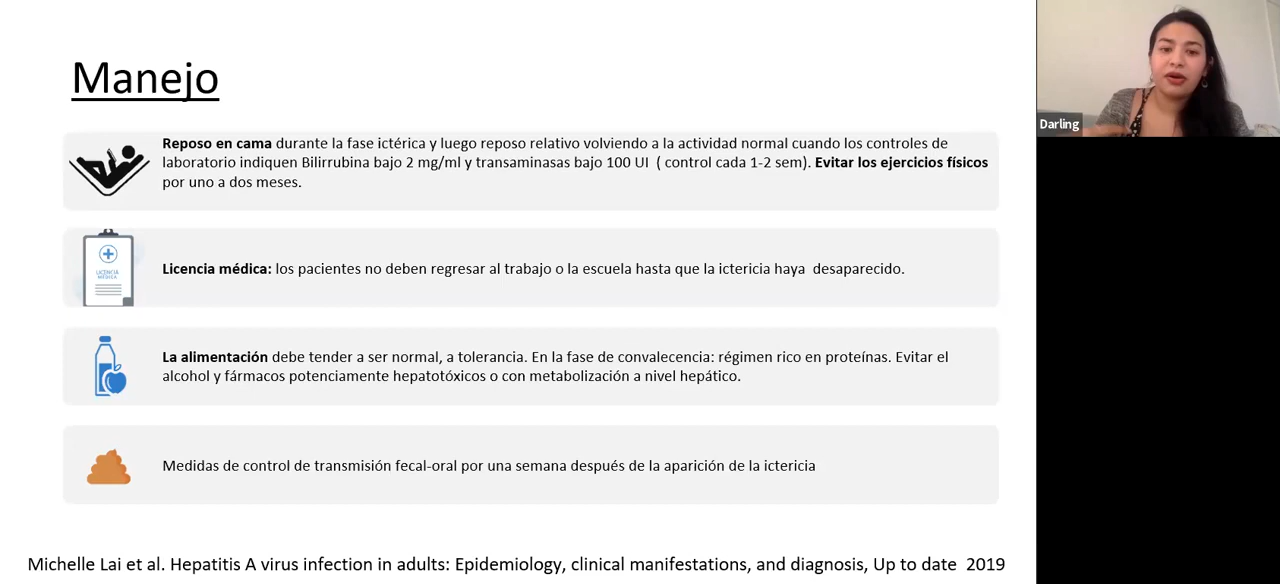 Manejo
Reposo en cama durante la fase ictérica y luego reposo relativo volviendo a la actividad normal cuando los controles de
laboratorio indiquen Bilirrubina bajo 2 mg/ml y transaminasas bajo 100 UI ( control cada 1-2 sem). Evitar los ejercicios físicos
por uno a dos meses.
LICENCIA
MÉDICA
Licencia médica: los pacientes no deben regresar al trabajo o la escuela hasta que la ictericia haya desaparecido.
La alimentación debe tender a ser normal, a tolerancia. En la fase de convalecencia: régimen rico en proteínas. Evitar el
alcohol y fármacos potenciamente hepatotóxicos o con metabolización a nivel hepático.
Medidas de control de transmisión fecal-oral por una semana después de la aparición de la ictericia
Michelle Lai et al. Hepatitis A virus infection in adults: Epidemiology, clinical manifestations, and diagnosis, Up to date 2019
Darling